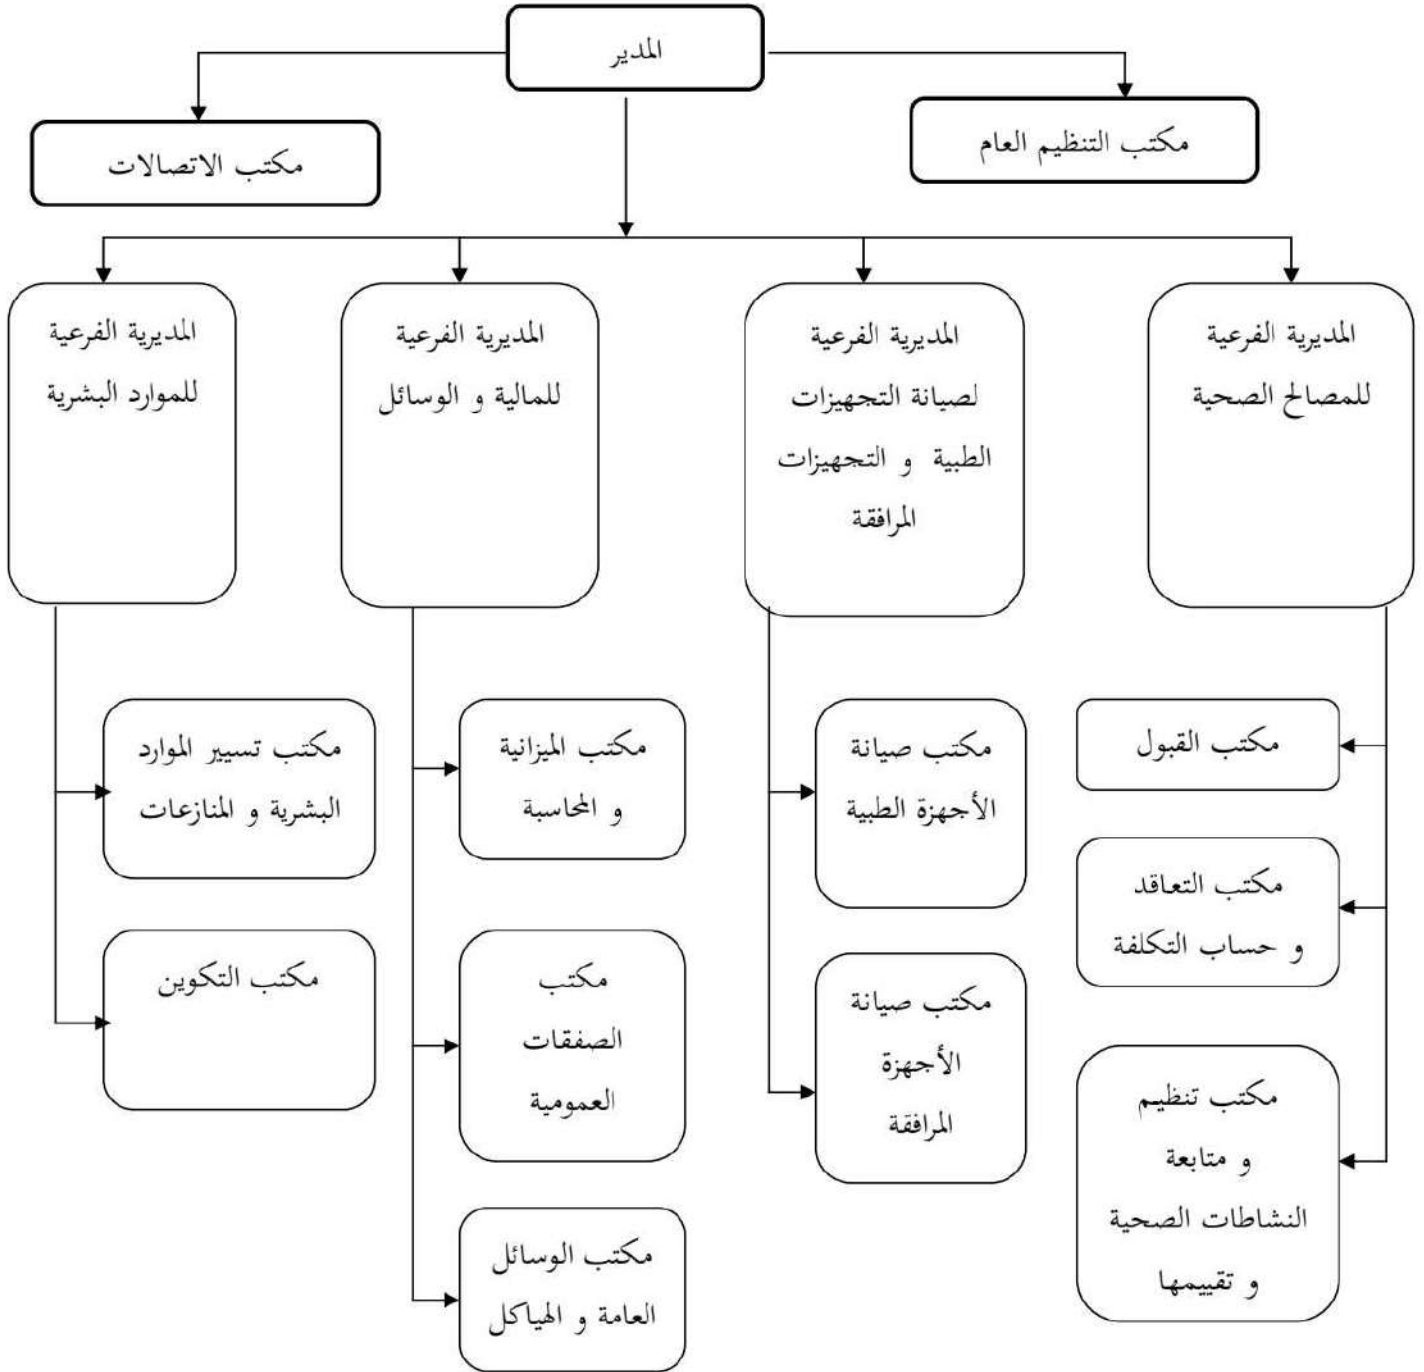 المدير
مكتب التنظيم العام
مكتب الاتصالات
المديرية الفرعية
للمصالح الصحية
المديرية الفرعية
لصيانة التجهيزات
الطبية و التجهيزات
المرافقة
المديرية الفرعية
للمالية و الوسائل
المديرية الفرعية
للموارد البشرية
مكتب القبول
مكتب التعاقد
و حساب التكلفة
مكتب تنظيم
و متابعة
النشاطات الصحية
و تقييمها
مكتب صيانة
الأجهزة الطبية
مكتب صيانة
الأجهزة
المرافقة
مكتب الميزانية
و المحاسبة
مكتب
الصفقات
العمومية
مكتب الوسائل
العامة و الهياكل
مكتب تسيير الموارد
البشرية و المنازعات
مكتب التكوين